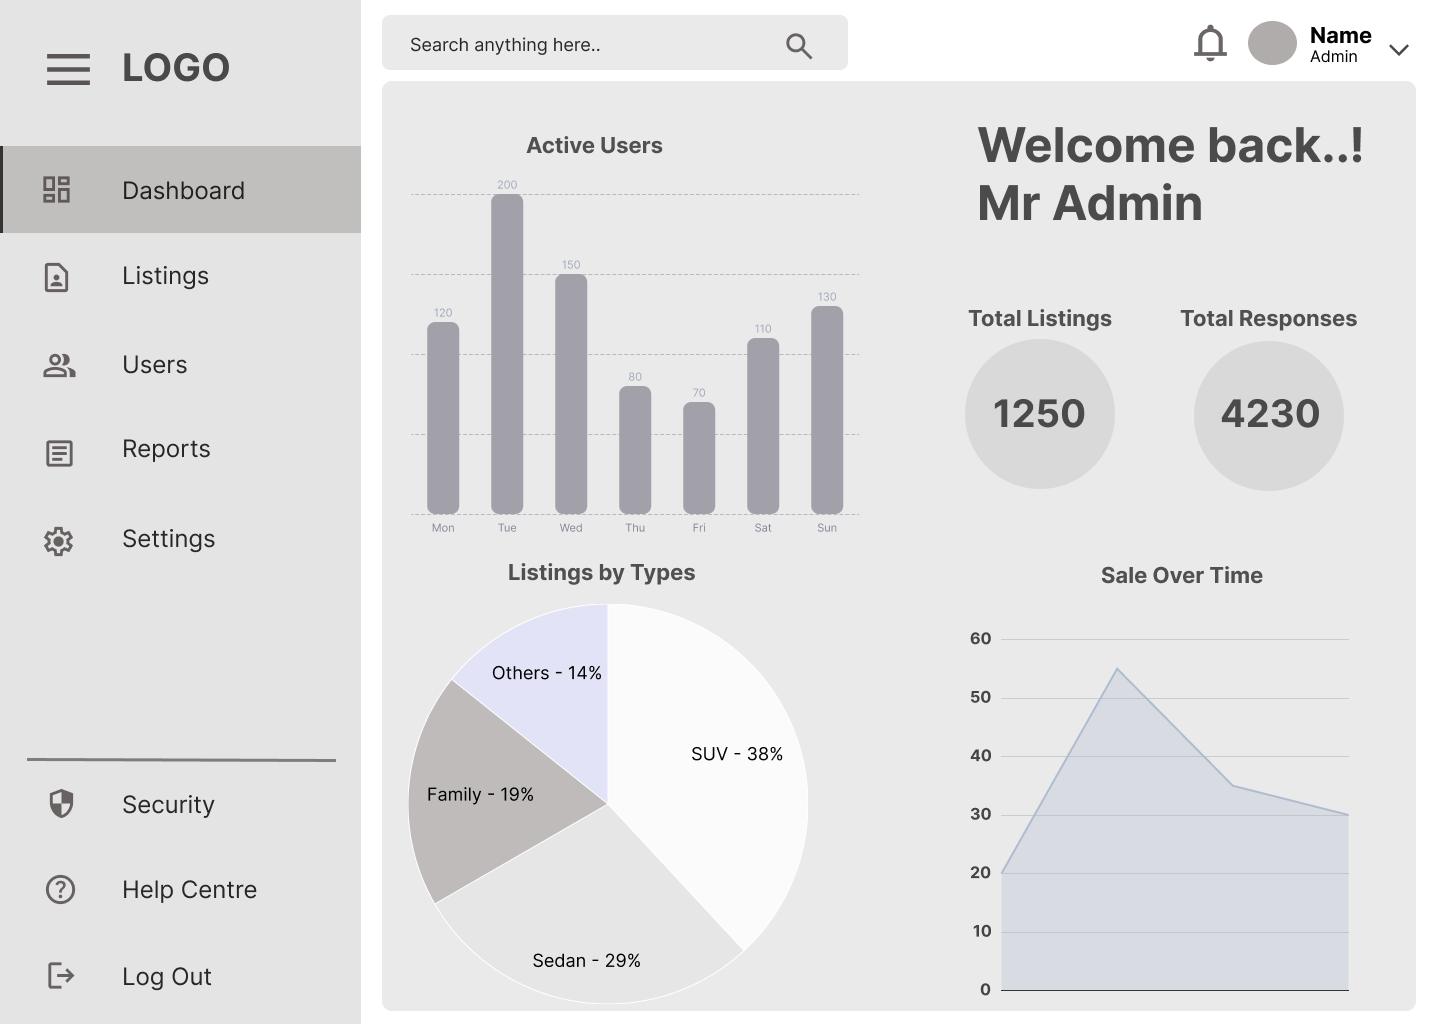 LOGO
Dashboard
Listings
Users
Reports
Settings
Security
Help Centre
Log Out
Search anything here..
Name
Admin
Active Users
200
150
130
120
110
80
70
Mon Tue Wed Thu Fri Sat Sun
Welcome back..!
Mr Admin
Total Listings
1250
Total Responses
4230
Listings by Types
Others - 14%
SUV - 38%
Family - 19%
Sedan - 29%
Sale Over Time
60
50
40
30
20
10
0